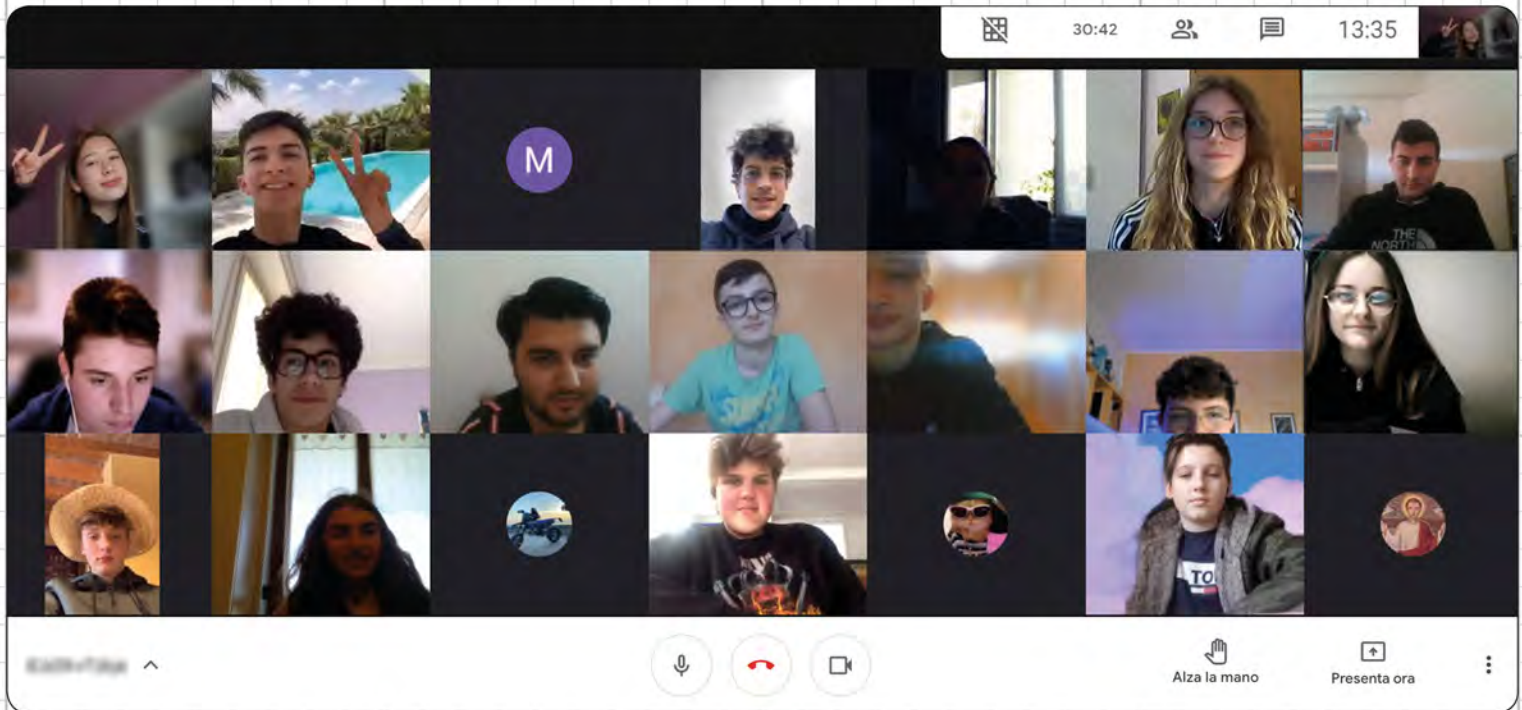 30:42
13:35
M
THE
NORTH
TO
Alza la mano
Presenta ora